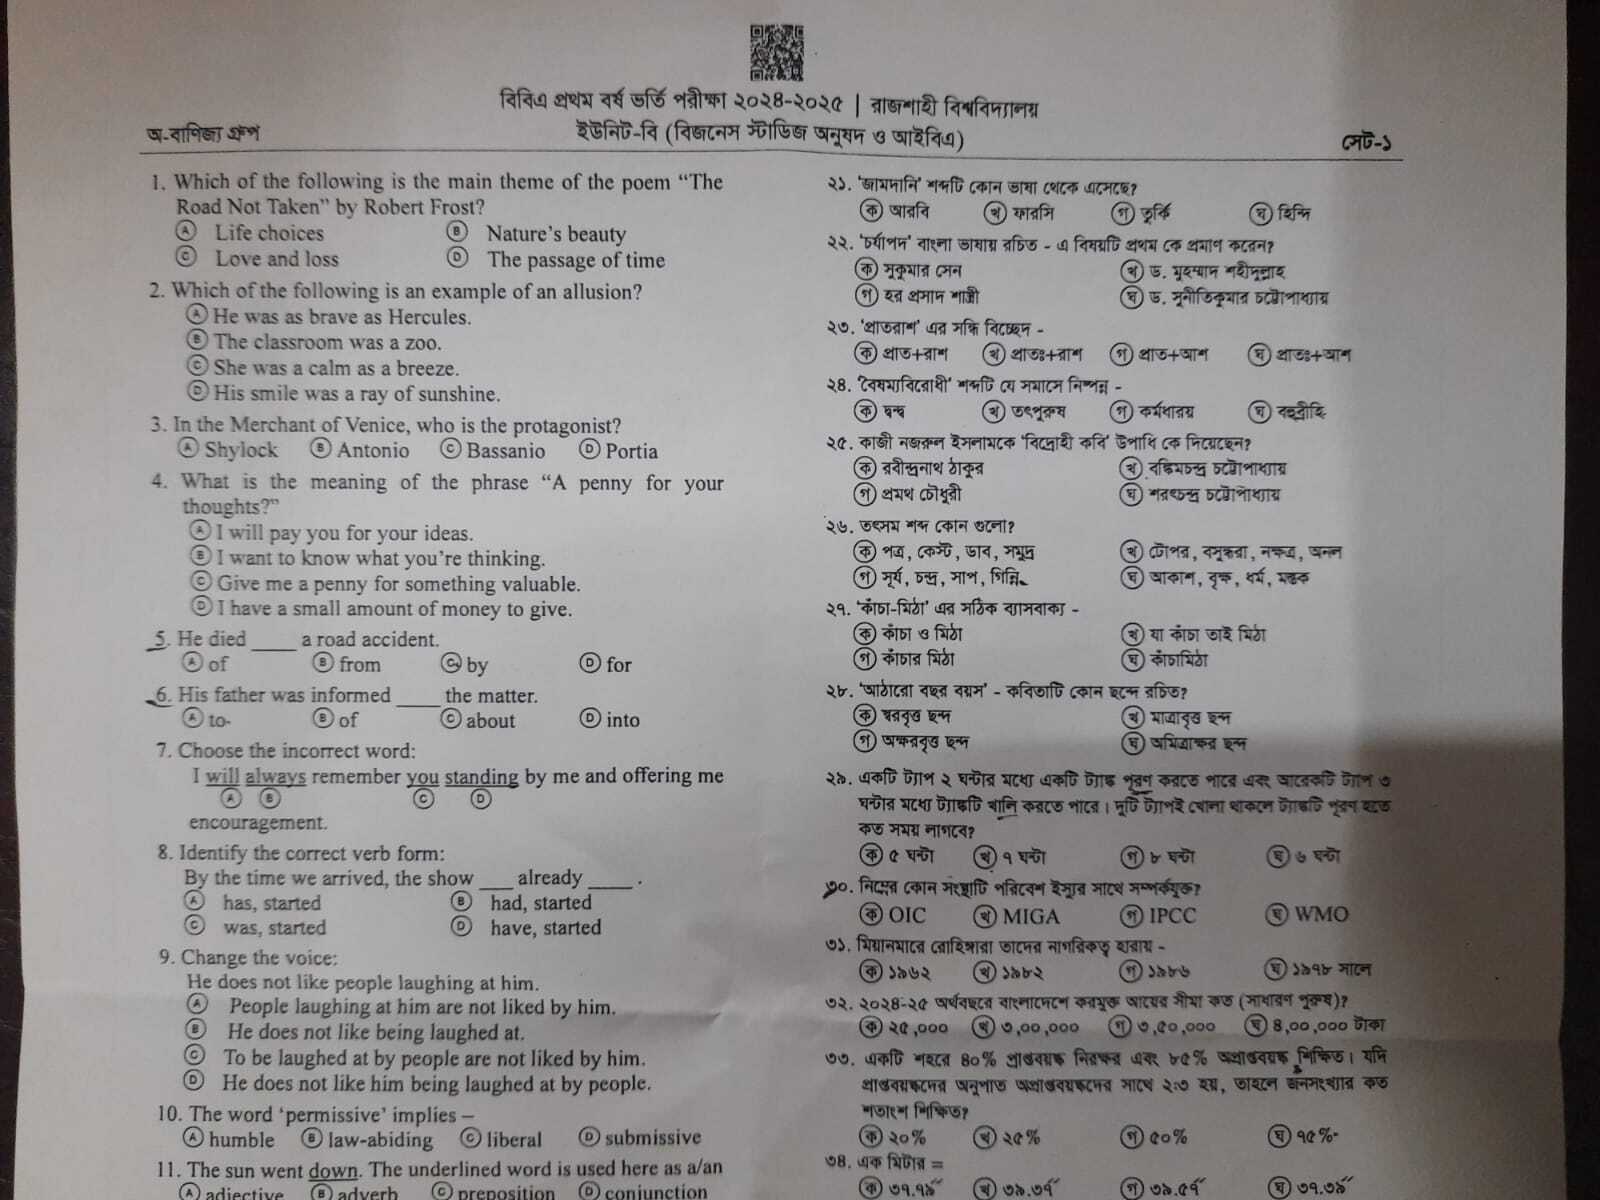 বিবিএ প্রথম বর্ষ ভর্তি পরীক্ষা ২০২৪-২০২৫ | রাজশাহী বিশ্ববিদ্যালয়
অ-বাণিজ্য গ্রুপ
ইউনিট-বি (বিজনেস স্টাডিজ অনুষদ ও আইবিএ)
সেট-১
1. Which of the following is the main theme of the poem “The
Road Not Taken” by Robert Frost?
Ⓐ Life choices Ⓑ Nature’s beauty
Ⓒ Love and loss Ⓓ The passage of time
2. Which of the following is an example of an allusion?
Ⓐ He was as brave as Hercules.
Ⓑ The classroom was a zoo.
Ⓒ She was a calm as a breeze.
Ⓓ His smile was a ray of sunshine.
3. In the Merchant of Venice, who is the protagonist?
Ⓐ Shylock Ⓑ Antonio Ⓒ Bassanio Ⓓ Portia
4. What is the meaning of the phrase “A penny for your
thoughts?”
Ⓐ I will pay you for your ideas.
Ⓑ I want to know what you’re thinking.
Ⓒ Give me a penny for something valuable.
Ⓓ I have a small amount of money to give.
5. He died ____ a road accident.
Ⓐ of Ⓑ from Ⓒ by Ⓓ for
6. His father was informed ____ the matter.
Ⓐ to Ⓑ of Ⓒ about Ⓓ into
7. Choose the incorrect word:
I will always remember you standing by me and offering me
Ⓐ Ⓑ Ⓒ Ⓓ
encouragement.
8. Identify the correct verb form:
By the time we arrived, the show ___ already ____ .
Ⓐ has, started Ⓑ had, started
Ⓒ was, started Ⓓ have, started
9. Change the voice:
He does not like people laughing at him.
Ⓐ People laughing at him are not liked by him.
Ⓑ He does not like being laughed at.
Ⓒ To be laughed at by people are not liked by him.
Ⓓ He does not like him being laughed at by people.
10. The word ‘permissive’ implies –
Ⓐ humble Ⓑ law-abiding Ⓒ liberal Ⓓ submissive
11. The sun went down. The underlined word is used here as a/an
Ⓐ adjective Ⓑ adverb Ⓒ preposition Ⓓ conjunction
২১. ‘জামদানি’ শব্দটি কোন ভাষা থেকে এসেছে?
ক আরবি খ ফারসি গ তুর্কি ঘ হিন্দি
২২. ‘চর্যাপদ’ বাংলা ভাষায় রচিত - এ বিষয়টি প্রথম কে প্রমাণ করেন?
ক সুকুমার সেন খ ড. মুহম্মাদ শহীদুল্লাহ
গ হর প্রসাদ শাস্ত্রী ঘ ড. সুনীতিকুমার চট্টোপাধ্যায়
২৩. ‘প্রাতরাশ’ এর সন্ধি বিচ্ছেদ -
ক প্রাত+রাশ খ প্রাতঃ+রাশ গ প্রাত+আশ ঘ প্রাতঃ+আশ
২৪. ‘বৈষম্যবিরোধী’ শব্দটি যে সমাসে নিষ্পন্ন -
ক দ্বন্দ্ব খ তৎপুরুষ গ কর্মধারয় ঘ বহুব্রীহি
২৫. কাজী নজরুল ইসলামকে ‘বিদ্রোহী কবি’ উপাধি কে দিয়েছেন?
ক রবীন্দ্রনাথ ঠাকুর খ বঙ্কিমচন্দ্র চট্টোপাধ্যায়
গ প্রমথ চৌধুরী ঘ শরৎচন্দ্র চট্টোপাধ্যায়
২৬. তৎসম শব্দ কোন গুলো?
ক পত্র, কেস্ট, ডাব, সমুদ্র খ টোপর, বসুন্ধরা, নক্ষত্র, অনল
গ সূর্য, চন্দ্র, সাপ, গিন্নি ঘ আকাশ, বৃক্ষ, ধর্ম, মস্তক
২৭. ‘কাঁচা-মিঠা’ এর সঠিক ব্যাসবাক্য -
ক কাঁচা ও মিঠা খ যা কাঁচা তাই মিঠা
গ কাঁচার মিঠা ঘ কাঁচামিঠা
২৮. ‘আঠারো বছর বয়স’ - কবিতাটি কোন ছন্দে রচিত?
ক স্বরবৃত্ত ছন্দ খ মাত্রাবৃত্ত ছন্দ
গ অক্ষরবৃত্ত ছন্দ ঘ অমিত্রাক্ষর ছন্দ
২৯. একটি ট্যাপ ২ ঘন্টার মধ্যে একটি ট্যাঙ্ক পূরণ করতে পারে এবং আরেকটি ট্যাপ ৩
ঘন্টার মধ্যে ট্যাঙ্কটি খালি করতে পারে। দুটি ট্যাপই খোলা থাকলে ট্যাঙ্কটি পূরণ হতে
কত সময় লাগবে?
ক ৫ ঘন্টা খ ৭ ঘন্টা গ ৮ ঘন্টা ঘ ৬ ঘন্টা
৩০. নিম্নের কোন সংস্থাটি পরিবেশ ইস্যুর সাথে সম্পর্কযুক্ত?
ক OIC খ MIGA গ IPCC ঘ WMO
৩১. মিয়ানমারে রোহিঙ্গারা তাদের নাগরিকত্ব হারায় -
ক ১৯৬২ খ ১৯৮২ গ ১৯৮৬ ঘ ১৯৭৮ সালে
৩২. ২০২৪-২৫ অর্থবছরে বাংলাদেশে করমুক্ত আয়ের সীমা কত (সাধারণ পুরুষ)?
ক ২৫,০০০ খ ৩,০০,০০০ গ ৩,৫০,০০০ ঘ ৪,০০,০০০ টাকা
৩৩. একটি শহরে ৪০% প্রাপ্তবয়স্ক নিরক্ষর এবং ৮৫% অপ্রাপ্তবয়স্ক শিক্ষিত। যদি
প্রাপ্তবয়স্কদের অনুপাত অপ্রাপ্তবয়স্কদের সাথে ২:৩ হয়, তাহলে জনসংখ্যার কত
শতাংশ শিক্ষিত?
ক ২০% খ ২৫% গ ৫০% ঘ ৭৫%
৩৪. একে মিটার =
ক ৩৭.৭৯″ খ ৩৯.৩৭″ গ ৩৯.৫৭″ ঘ ৩৭.৩৯″